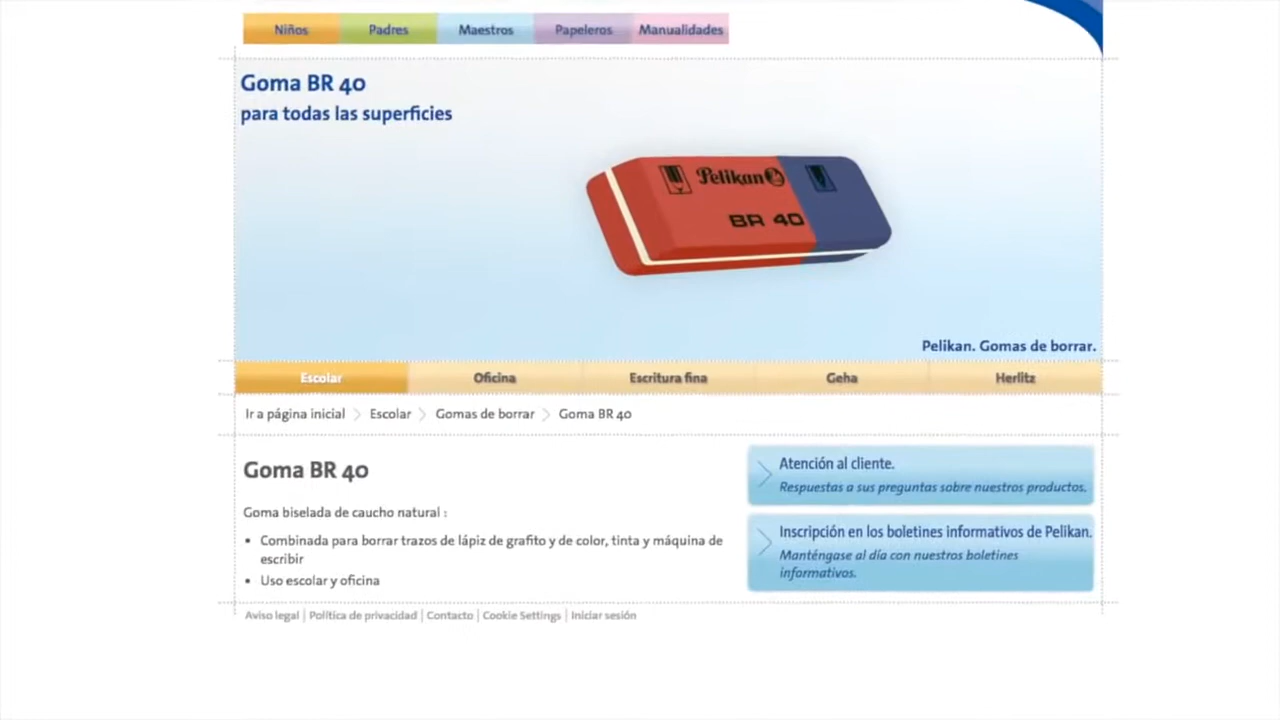 Niños Padres Maestros Papeleros Manualidades
Goma BR 40
para todas las superficies
Pelikan
BR 40
Pelikan. Gomas de borrar.
Escolar Oficina Escritura fina Geha Herlitz
Ir a página inicial Escolar Gomas de borrar Goma BR 40
Goma BR 40
Goma biselada de caucho natural :
• Combinada para borrar trazos de lápiz de grafito y de color, tinta y máquina de
escribir
• Uso escolar y oficina
Atención al cliente.
Respuestas a sus preguntas sobre nuestros productos.
Inscripción en los boletines informativos de Pelikan.
Manténgase al día con nuestros boletines
informativos.
Aviso legal | Política de privacidad | Contacto | Cookie Settings | Iniciar sesión